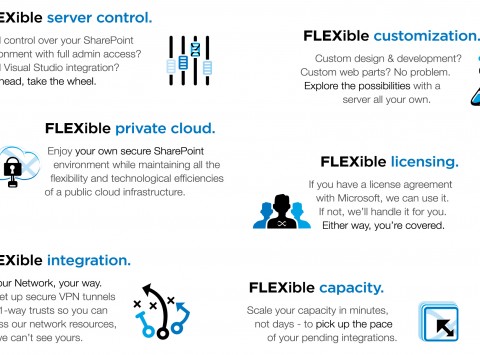 EXible server control.
control over your SharePoint
onment with full admin access?
Visual Studio integration?
head, take the wheel.
FLEXible customization.
Custom design & development?
Custom web parts? No problem.
Explore the possibilities with a
server all your own.
FLEXible private cloud.
Enjoy your own secure SharePoint
environment while maintaining all the
flexibility and technological efficiencies
of a public cloud infrastructure.
FLEXible licensing.
If you have a license agreement
with Microsoft, we can use it.
If not, we'll handle it for you.
Either way, you're covered.
EXible integration.
our Network, your way.
et up secure VPN tunnels
1-way trusts so you can
ss our network resources,
we can't see yours.
FLEXible capacity.
Scale your capacity in minutes,
not days - to pick up the pace
of your pending integrations.